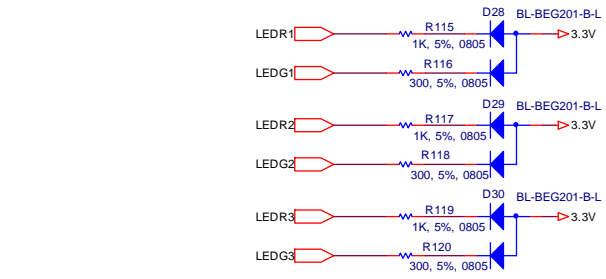 D28 BL-BEG201-B-L
LEDR1 R115 3.3V
1K, 5%, 0805
LEDG1 R116
300, 5%, 0805
D29 BL-BEG201-B-L
LEDR2 R117 3.3V
1K, 5%, 0805
LEDG2 R118
300, 5%, 0805
D30 BL-BEG201-B-L
LEDR3 R119 3.3V
1K, 5%, 0805
LEDG3 R120
300, 5%, 0805